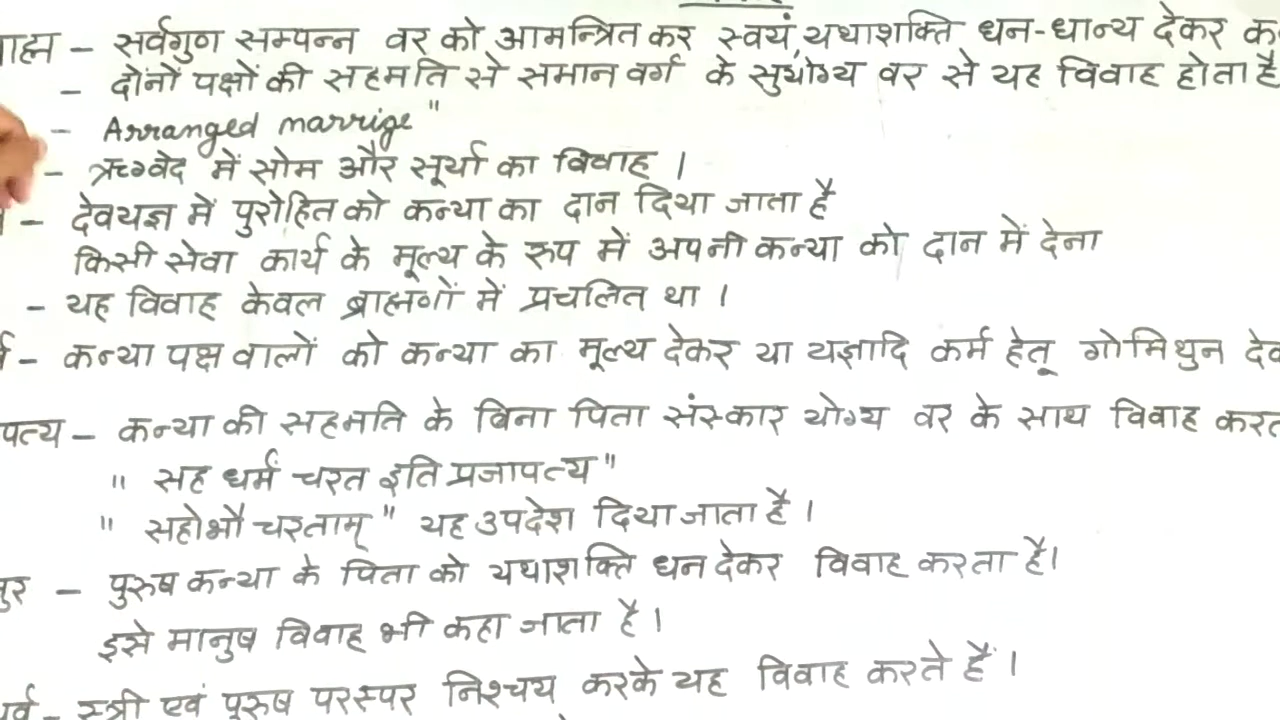 – सर्वगुण सम्पन्न वर को आमन्त्रित कर स्वयं यथाशक्ति धन-धान्य देकर
– दोनों पक्षों की सहमति से समान वर्ग के सुयोग्य वर से यह विवाह होता है
– Arranged marrige"
– ऋग्वेद में सोम और सूर्या का विवाह ।
– देवयज्ञ में पुरोहित को कन्या का दान दिया जाता है
किसी सेवा कार्य के मूल्य के रूप में अपनी कन्या को दान में देना
– यह विवाह केवल ब्राह्मणों में प्रचलित था ।
– कन्या पक्ष वालों को कन्या का मूल्य देकर या यज्ञादि कर्म हेतू गोमिथुन
पत्य – कन्या की सहमति के बिना पिता संस्कार योग्य वर के साथ विवाह
" सह धर्मं चरत इति प्रजापत्य"
" सहोभौ चरताम् " यह उपदेश दिया जाता है ।
– पुरुष कन्या के पिता को यथाशक्ति धन देकर विवाह करता है।
इसे मानुष विवाह भी कहा जाता है ।
– स्त्री एवं पुरुष परस्पर निश्चय करके यह विवाह करते हैं ।